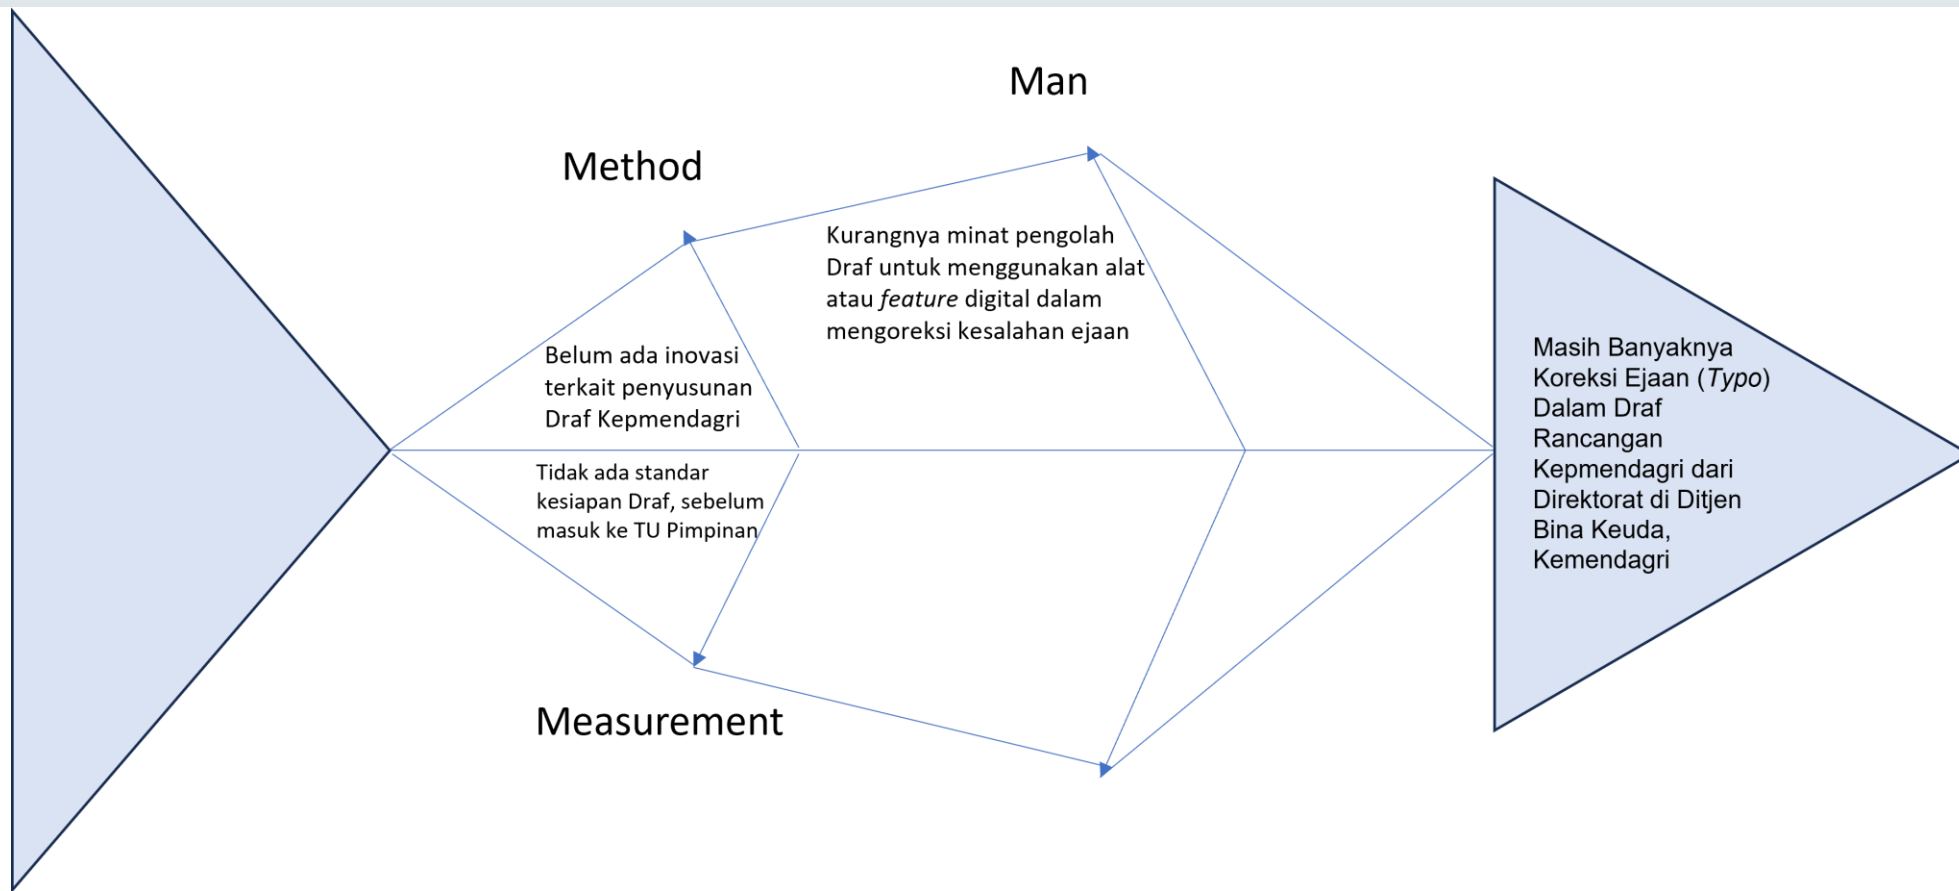 Man
Method
Kurangnya minat pengolah
Draf untuk menggunakan alat
atau feature digital dalam
mengoreksi kesalahan ejaan
Belum ada inovasi
terkait penyusunan
Draf Kepmendagri
Tidak ada standar
kesiapan Draf, sebelum
masuk ke TU Pimpinan
Measurement
Masih Banyaknya
Koreksi Ejaan (Typo)
Dalam Draf
Rancangan
Kepmendagri dari
Direktorat di Ditjen
Bina Keuda,
Kemendagri